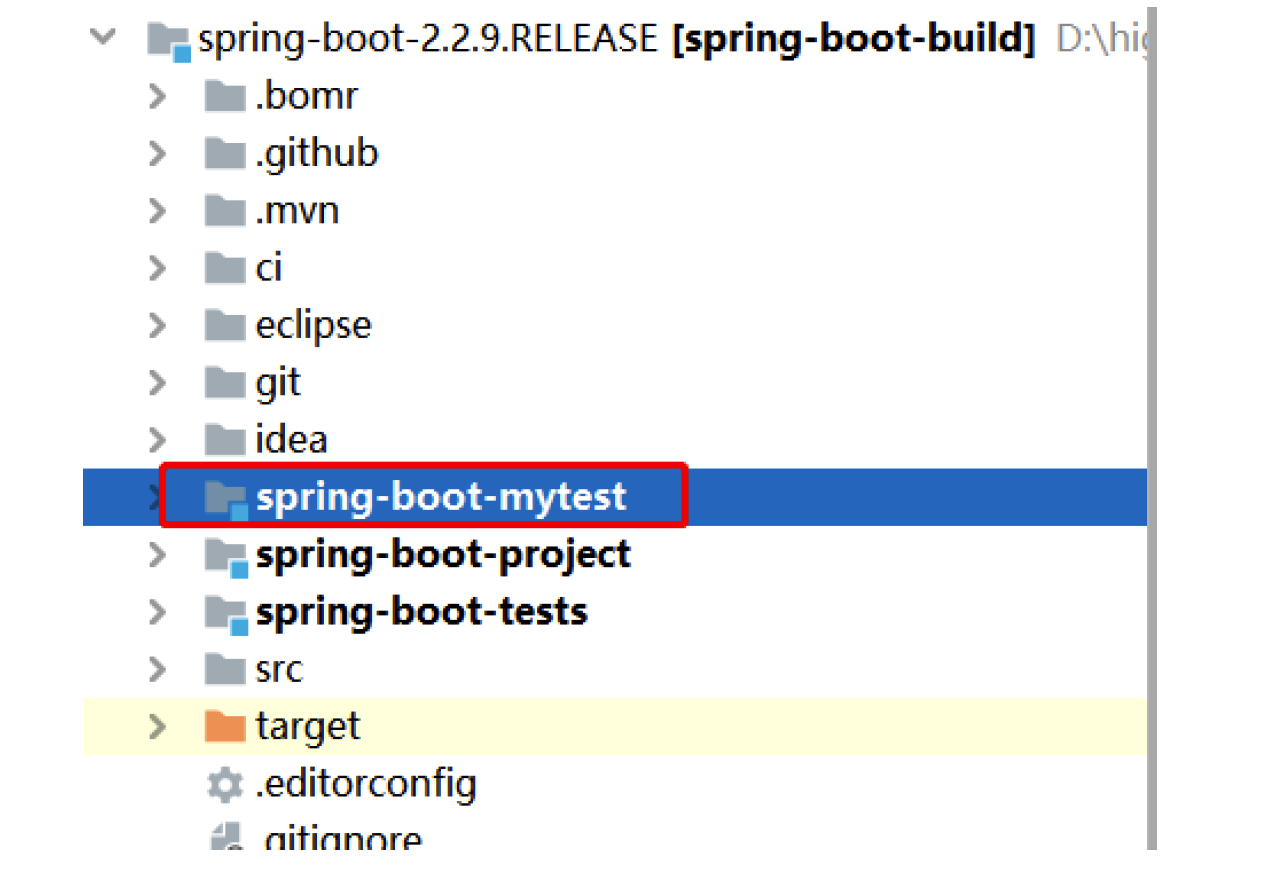 spring-boot-2.2.9.RELEASE [spring-boot-build] D:\hig
.bomr
.github
.mvn
ci
eclipse
git
idea
spring-boot-mytest
spring-boot-project
spring-boot-tests
src
target
.editorconfig
.gitignore